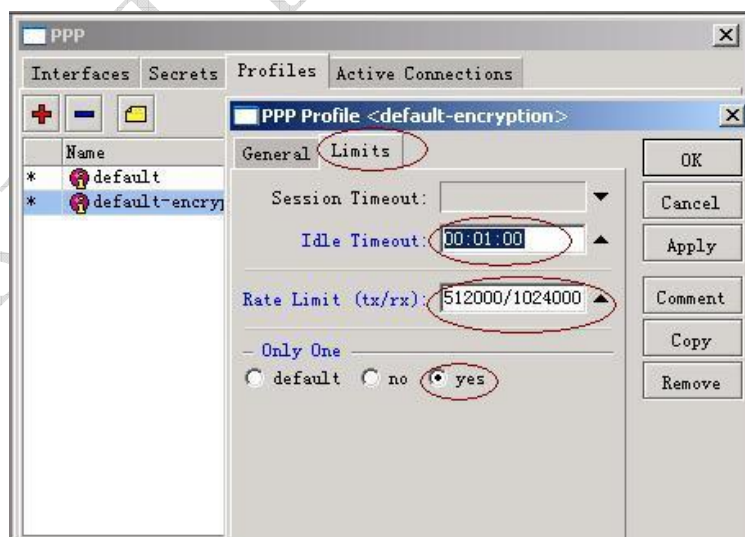 PPP
Interfaces Secrets Profiles Active Connections
PPP Profile <default-encryption>
Name
* default
* default-encryp
General Limits
Session Timeout:
Idle Timeout: 00:01:00
Rate Limit (tx/rx): 512000/1024000
Only One
default no yes
OK
Cancel
Apply
Comment
Copy
Remove